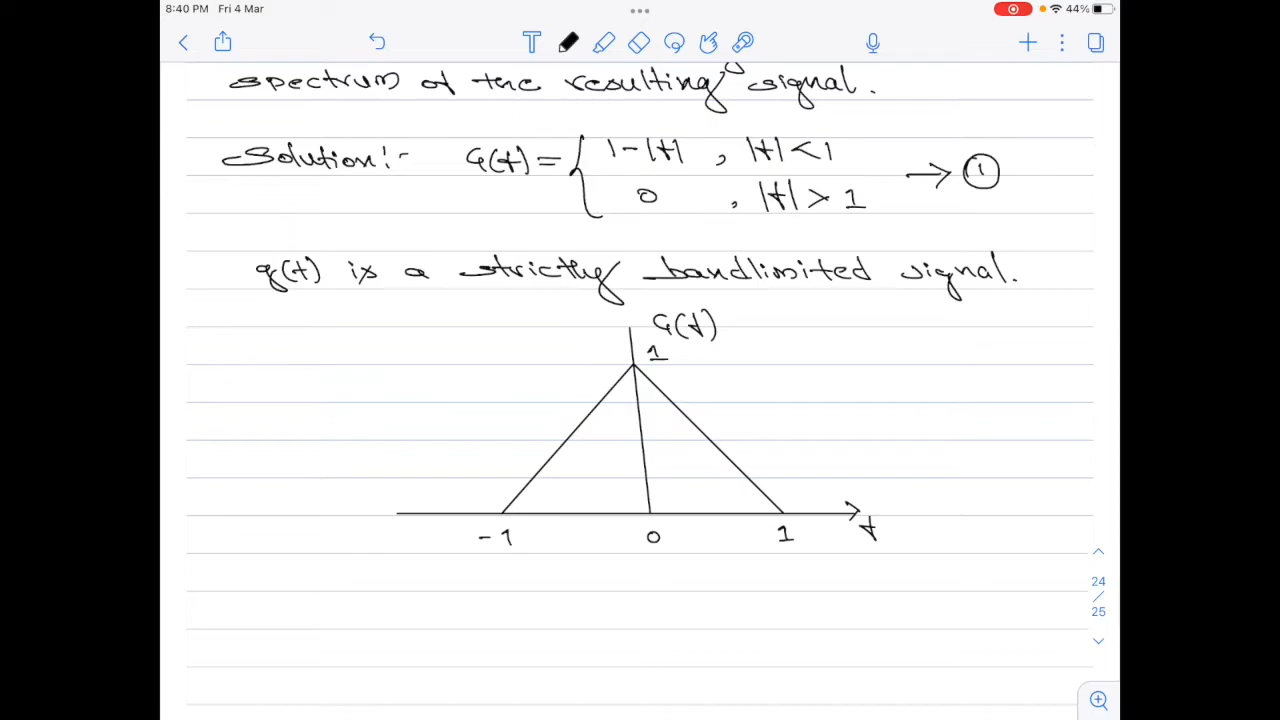 8:40 PM Fri 4 Mar
44%
spectrum of the resulting signal.
Solution:- G(f) = { 1-|f| , |f| < 1
0 , |f| > 1 → ①
g(t) is a strictly bandlimited signal.
G(f)
1
-1 0 1 f
24
/
25